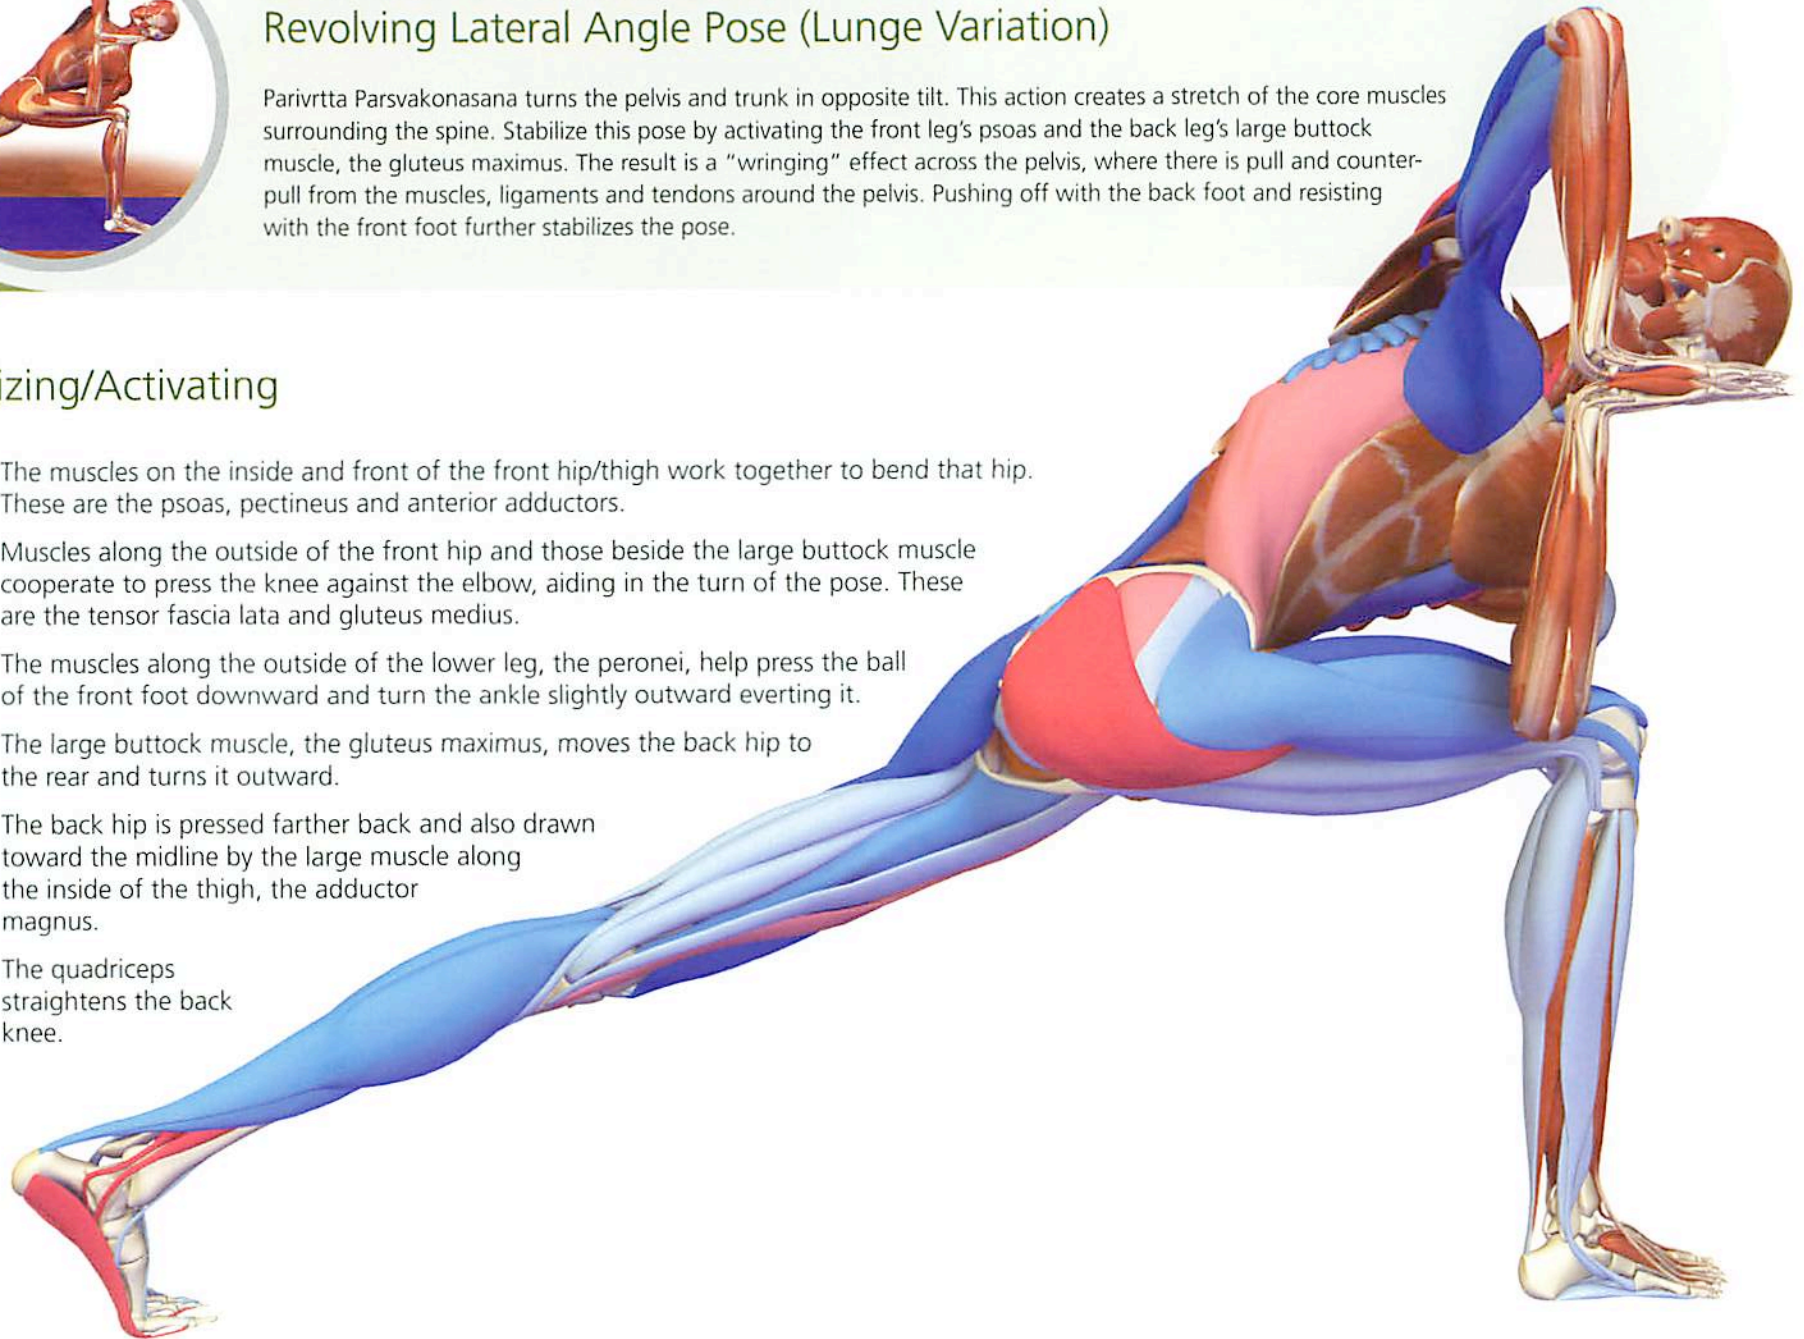 Revolving Lateral Angle Pose (Lunge Variation)
Parivrtta Parsvakonasana turns the pelvis and trunk in opposite tilt. This action creates a stretch of the core muscles
surrounding the spine. Stabilize this pose by activating the front leg's psoas and the back leg's large buttock
muscle, the gluteus maximus. The result is a "wringing" effect across the pelvis, where there is pull and counter-
pull from the muscles, ligaments and tendons around the pelvis. Pushing off with the back foot and resisting
with the front foot further stabilizes the pose.
izing/Activating
The muscles on the inside and front of the front hip/thigh work together to bend that hip.
These are the psoas, pectineus and anterior adductors.
Muscles along the outside of the front hip and those beside the large buttock muscle
cooperate to press the knee against the elbow, aiding in the turn of the pose. These
are the tensor fascia lata and gluteus medius.
The muscles along the outside of the lower leg, the peronei, help press the ball
of the front foot downward and turn the ankle slightly outward everting it.
The large buttock muscle, the gluteus maximus, moves the back hip to
the rear and turns it outward.
The back hip is pressed farther back and also drawn
toward the midline by the large muscle along
the inside of the thigh, the adductor
magnus.
The quadriceps
straightens the back
knee.